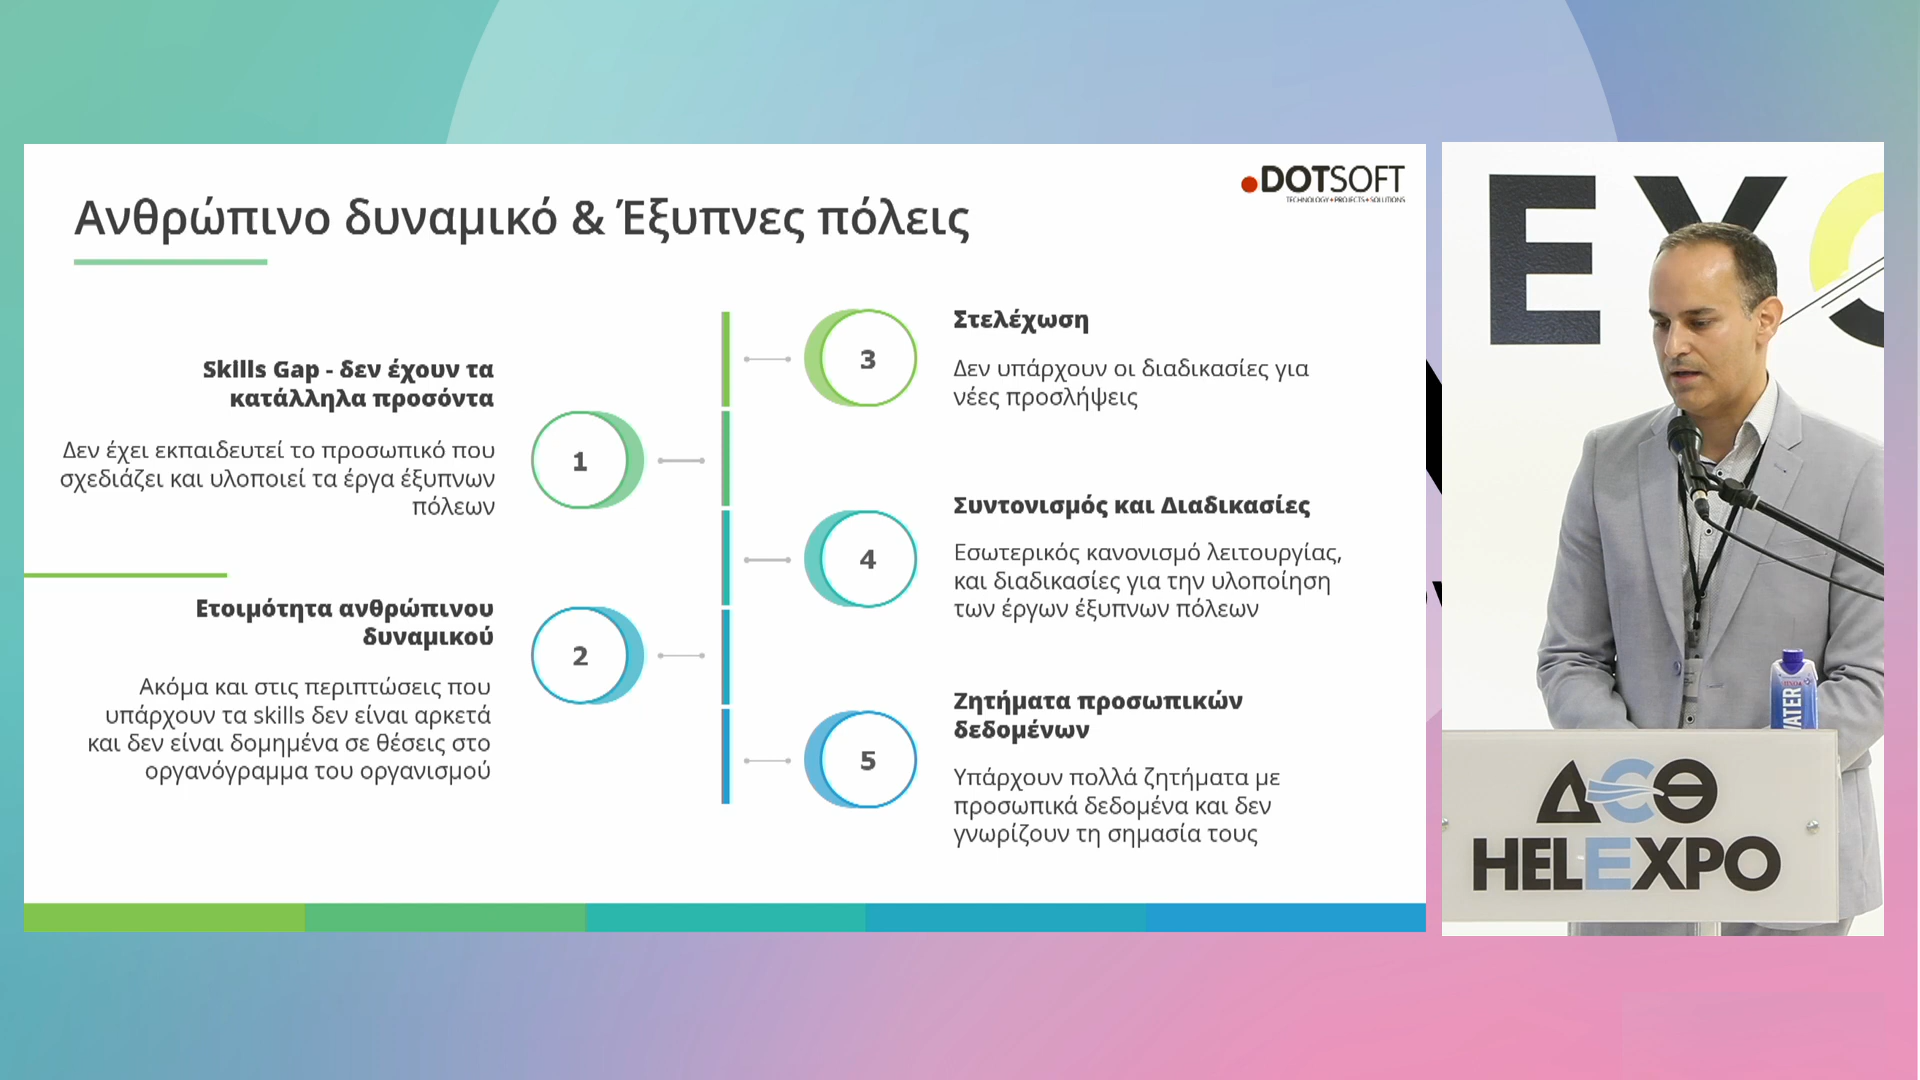 Ανθρώπινο δυναμικό & Έξυπνες πόλεις
DOTSOFT
TECHNOLOGY•PROJECTS•SOLUTIONS
Skills Gap - δεν έχουν τα
κατάλληλα προσόντα
Δεν έχει εκπαιδευτεί το προσωπικό που
σχεδιάζει και υλοποιεί τα έργα έξυπνων
πόλεων
1
Ετοιμότητα ανθρώπινου
δυναμικού
Ακόμα και στις περιπτώσεις που
υπάρχουν τα skills δεν είναι αρκετά
και δεν είναι δομημένα σε θέσεις στο
οργανόγραμμα του οργανισμού
2
3
Στελέχωση
Δεν υπάρχουν οι διαδικασίες για
νέες προσλήψεις
4
Συντονισμός και Διαδικασίες
Εσωτερικός κανονισμό λειτουργίας,
και διαδικασίες για την υλοποίηση
των έργων έξυπνων πόλεων
5
Ζητήματα προσωπικών
δεδομένων
Υπάρχουν πολλά ζητήματα με
προσωπικά δεδομένα και δεν
γνωρίζουν τη σημασία τους
WATER
ΔΕΘ
HELEXPO